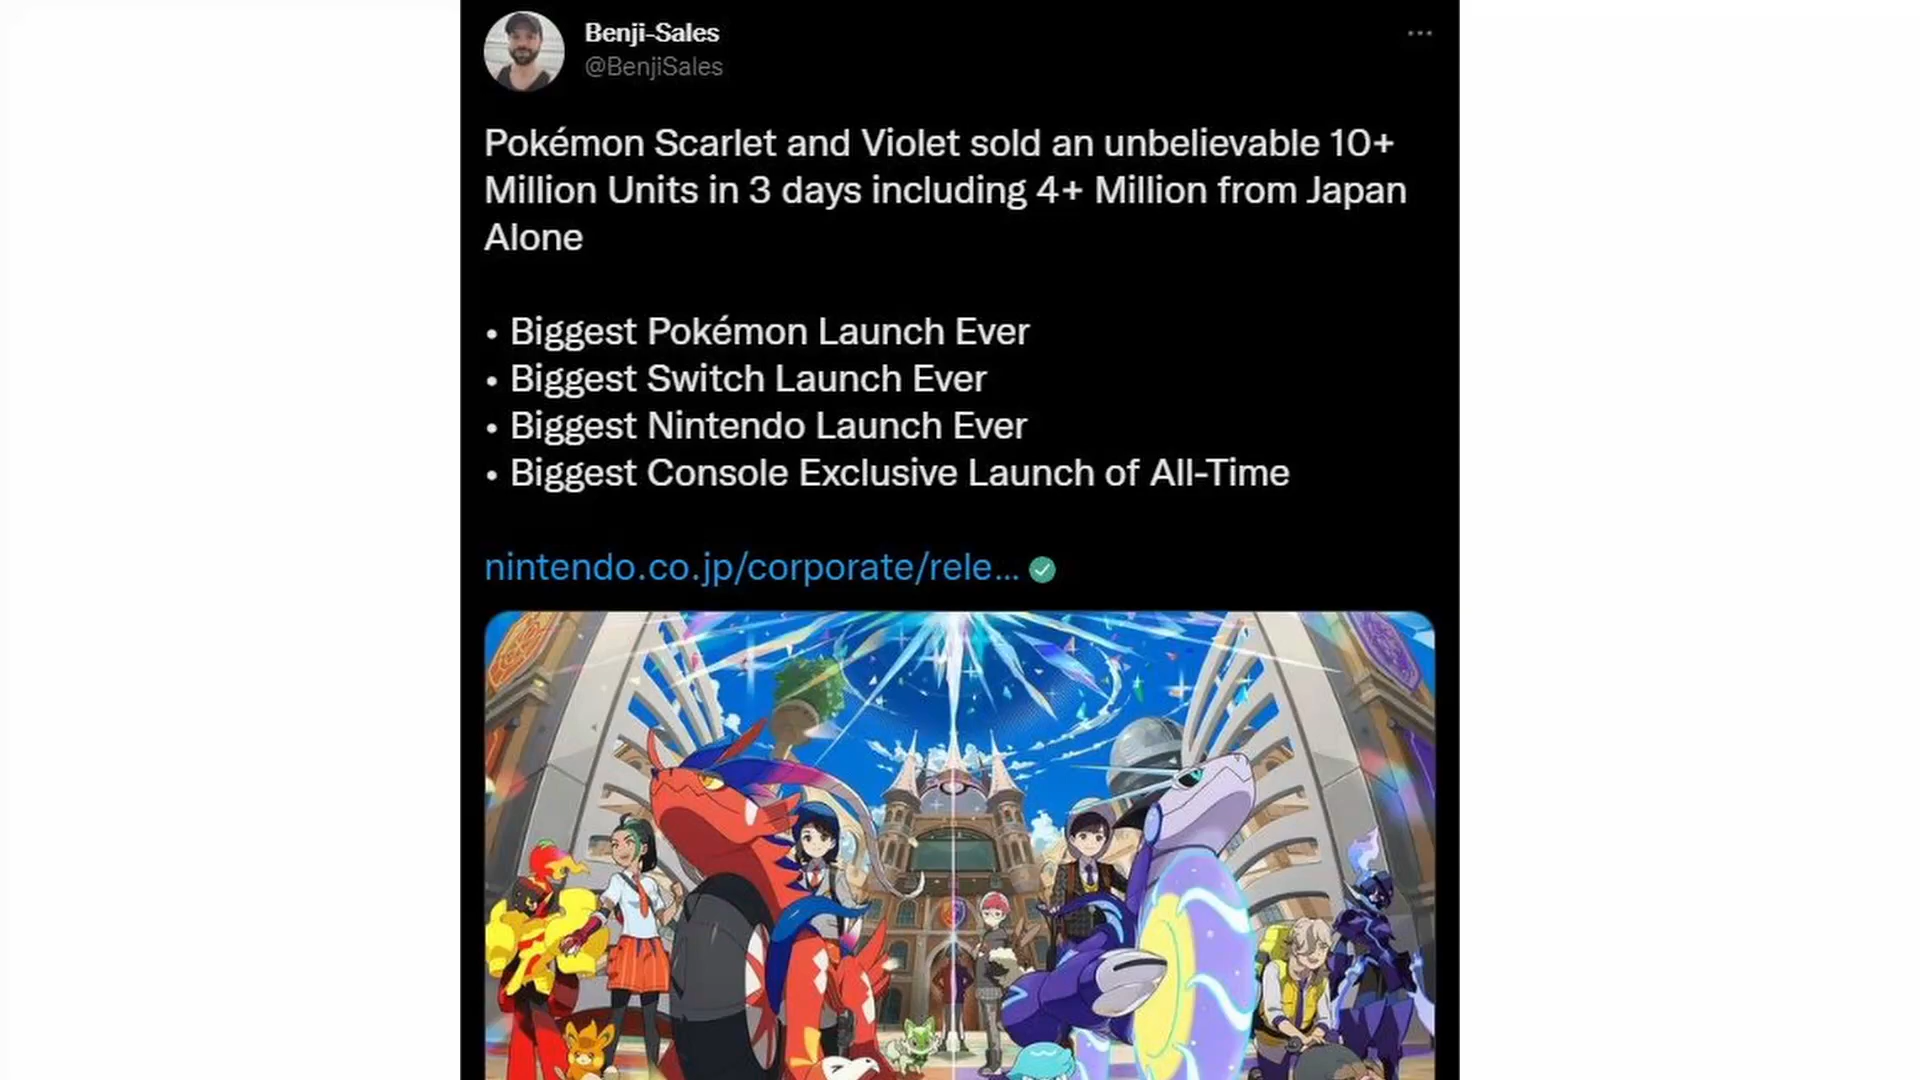 Benji-Sales
@BenjiSales
Pokémon Scarlet and Violet sold an unbelievable 10+
Million Units in 3 days including 4+ Million from Japan
Alone
• Biggest Pokémon Launch Ever
• Biggest Switch Launch Ever
• Biggest Nintendo Launch Ever
• Biggest Console Exclusive Launch of All-Time
nintendo.co.jp/corporate/rele...